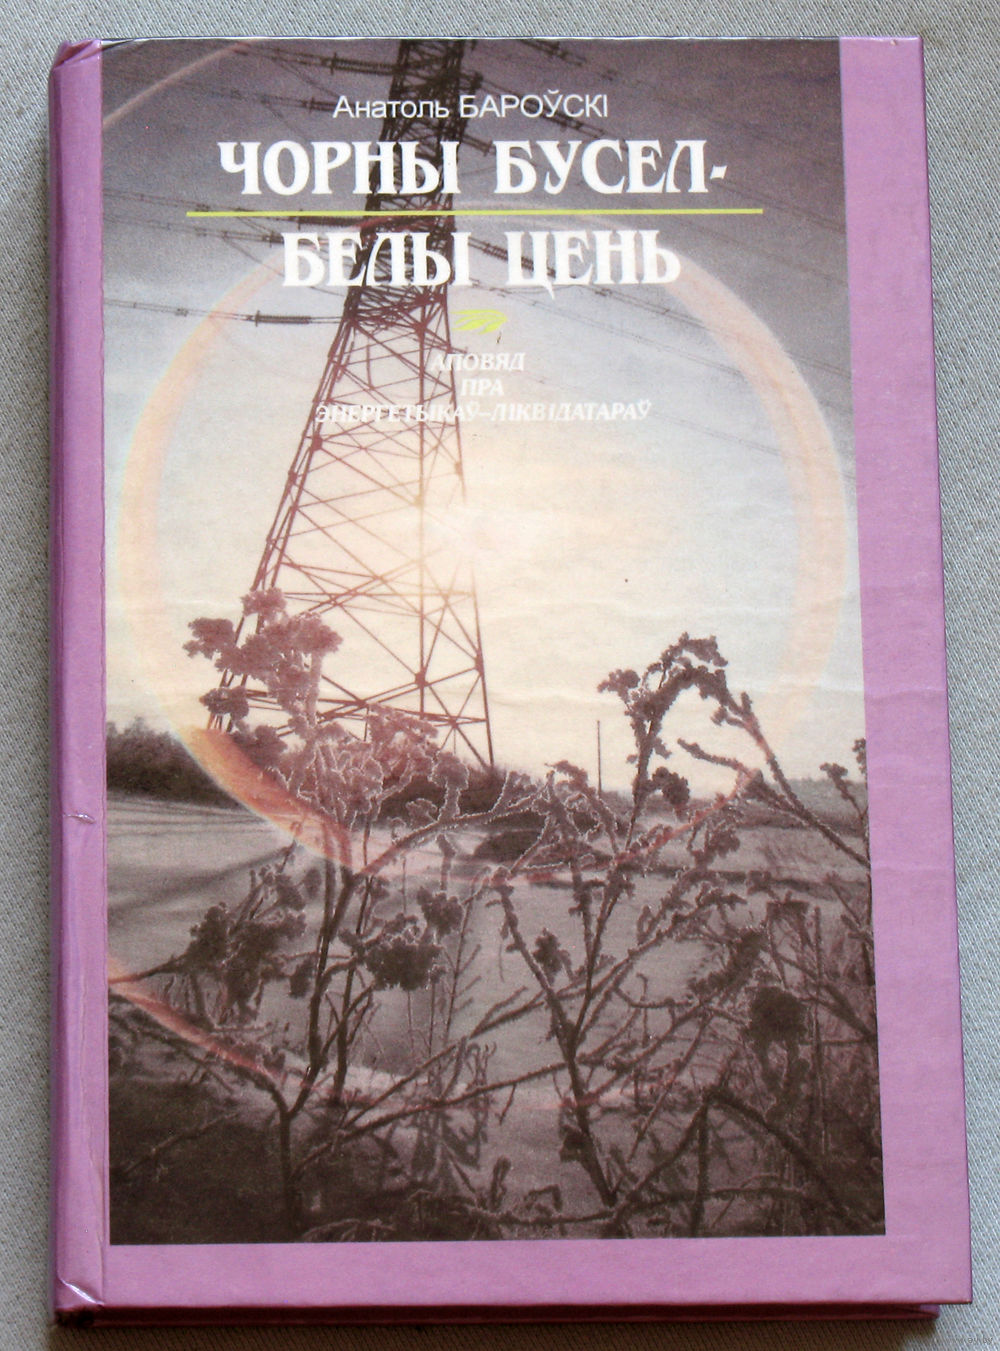 Анатоль БАРОЎСКІ
ЧОРНЫ БУСЕЛ-
БЕЛЫ ЦЕНЬ
АПОВЯД
ПРА
ЭНЕРГЕТЫКАЎ–ЛІКВІДАТАРАЎ